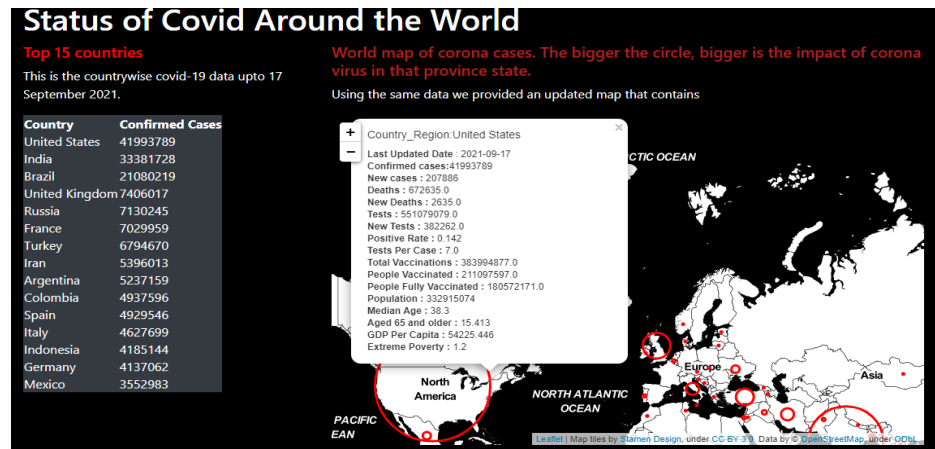 Status of Covid Around the World
Top 15 countries
This is the countrywise covid-19 data upto 17
September 2021.
Country Confirmed Cases
United States 41993789
India 33381728
Brazil 21080219
United Kingdom 7406017
Russia 7130245
France 7029959
Turkey 6794670
Iran 5396013
Argentina 5237159
Colombia 4937596
Spain 4929546
Italy 4627699
Indonesia 4185144
Germany 4137062
Mexico 3552983
World map of corona cases. The bigger the circle, bigger is the impact of corona
virus in that province state.
Using the same data we provided an updated map that contains
+
−
×
Country_Region:United States
Last Updated Date : 2021-09-17
Confirmed cases:41993789
New cases : 207886
Deaths : 672635.0
New Deaths : 2635.0
Tests : 551079079.0
New Tests : 382262.0
Positive Rate : 0.142
Tests Per Case : 7.0
Total Vaccinations : 383994877.0
People Vaccinated : 211097597.0
People Fully Vaccinated : 180572171.0
Population : 332915074
Median Age : 38.3
Aged 65 and older : 15.413
GDP Per Capita : 54225.446
Extreme Poverty : 1.2
CTIC OCEAN
North
America
NORTH ATLANTIC
OCEAN
PACIFIC
EAN
Europe
Asia
Leaflet | Map tiles by Stamen Design, under CC BY 3.0. Data by © OpenStreetMap, under ODbL.